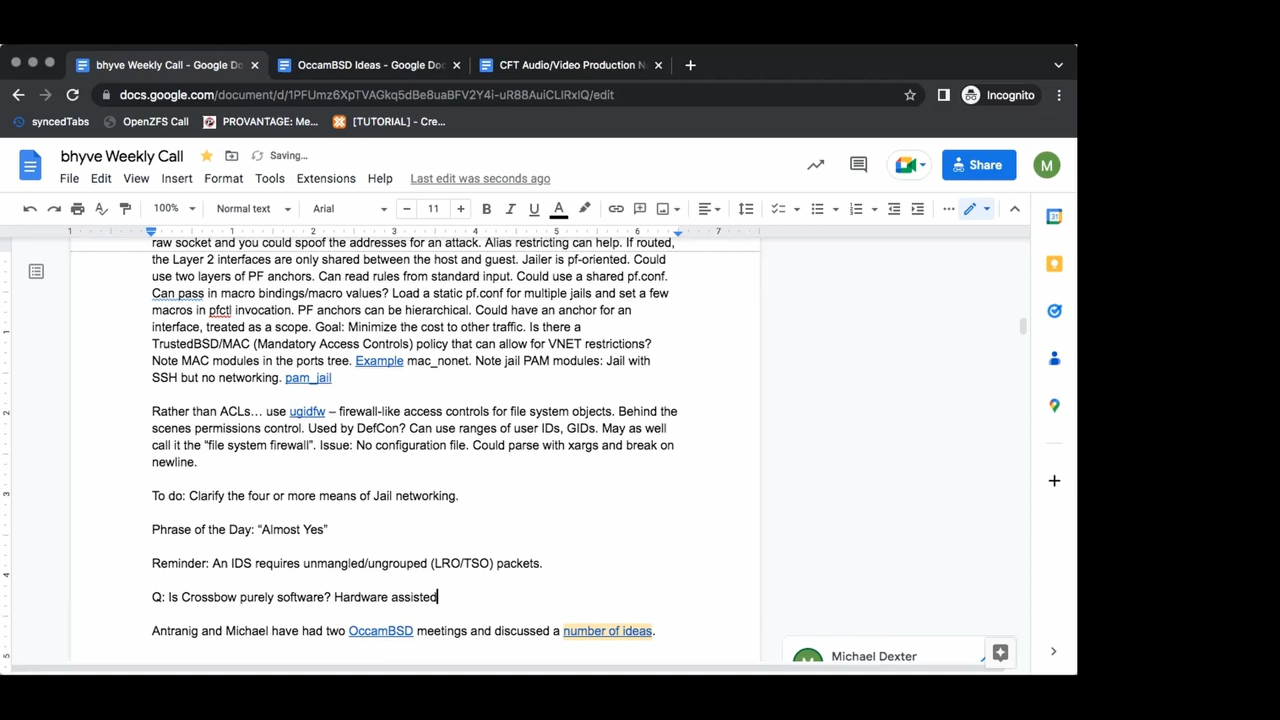 bhyve Weekly Call - Google Do
OccamBSD Ideas - Google Doc
CFT Audio/Video Production N
docs.google.com/document/d/1PFUmz6XpTVAGkq5dBe8uaBFV2Y4i-uR88AuiCLlRxlQ/edit
Incognito
syncedTabs
OpenZFS Call
PROVANTAGE: Me...
[TUTORIAL] - Cre...
bhyve Weekly Call
Saving...
Share
M
File Edit View Insert Format Tools Extensions Help Last edit was seconds ago
100% Normal text Arial 11 B I U A
1 1 2 3 4 5 6 7
raw socket and you could spoof the addresses for an attack. Alias restricting can help. If routed,
the Layer 2 interfaces are only shared between the host and guest. Jailer is pf-oriented. Could
use two layers of PF anchors. Can read rules from standard input. Could use a shared pf.conf.
Can pass in macro bindings/macro values? Load a static pf.conf for multiple jails and set a few
macros in pfctl invocation. PF anchors can be hierarchical. Could have an anchor for an
interface, treated as a scope. Goal: Minimize the cost to other traffic. Is there a
TrustedBSD/MAC (Mandatory Access Controls) policy that can allow for VNET restrictions?
Note MAC modules in the ports tree. Example mac_nonet. Note jail PAM modules: Jail with
SSH but no networking. pam_jail
Rather than ACLs… use ugidfw – firewall-like access controls for file system objects. Behind the
scenes permissions control. Used by DefCon? Can use ranges of user IDs, GIDs. May as well
call it the “file system firewall”. Issue: No configuration file. Could parse with xargs and break on
newline.
To do: Clarify the four or more means of Jail networking.
Phrase of the Day: “Almost Yes”
Reminder: An IDS requires unmangled/ungrouped (LRO/TSO) packets.
Q: Is Crossbow purely software? Hardware assisted
Antranig and Michael have had two OccamBSD meetings and discussed a number of ideas.
Michael Dexter
1
2
3
4
5